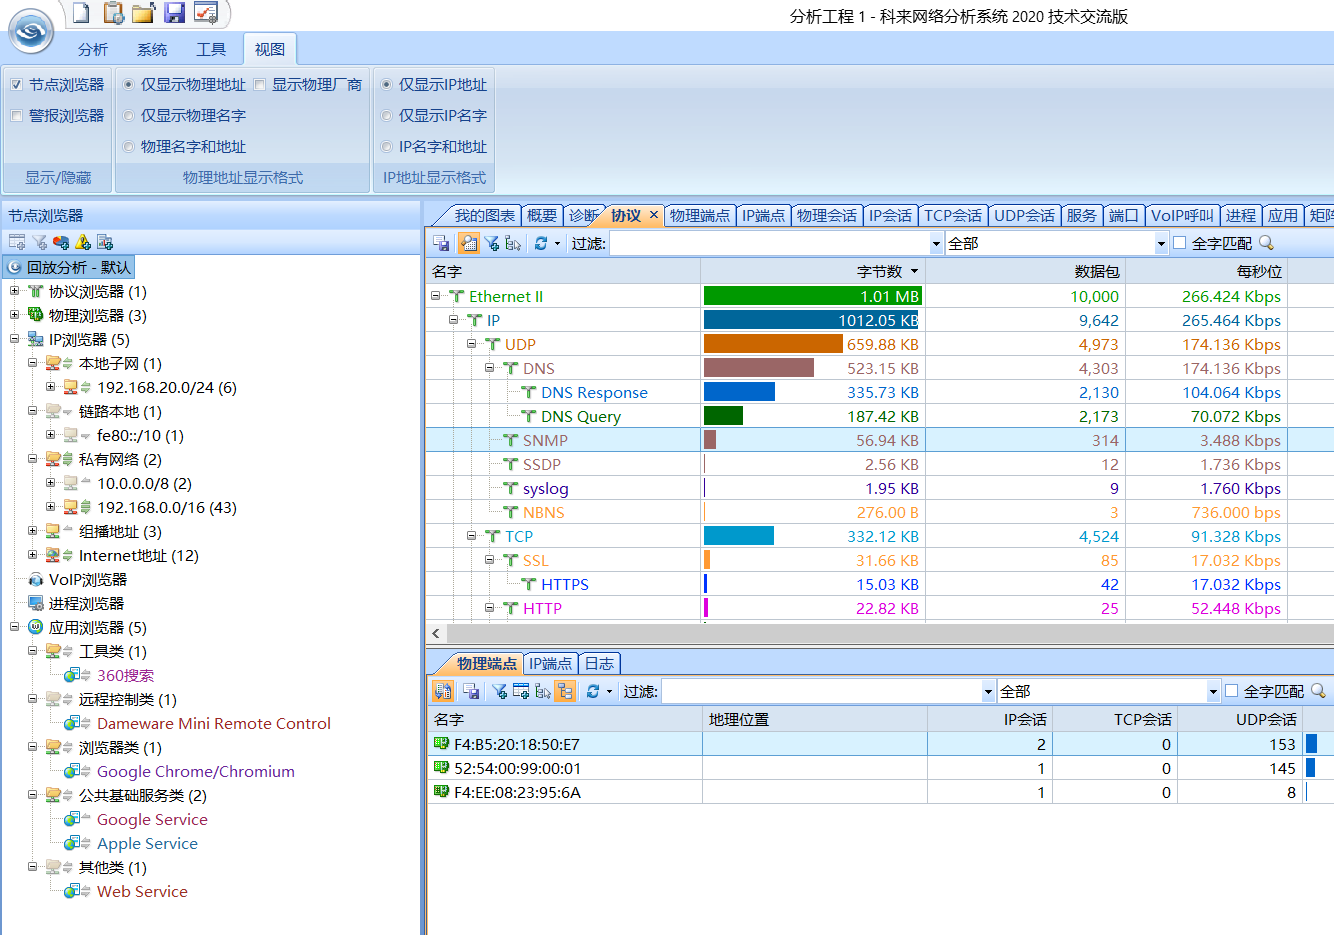 分析工程 1 - 科来网络分析系统 2020 技术交流版
分析 系统 工具 视图
节点浏览器 仅显示物理地址 显示物理厂商 仅显示IP地址
警报浏览器 仅显示物理名字 仅显示IP名字
物理名字和地址 IP名字和地址
显示/隐藏 物理地址显示格式 IP地址显示格式
节点浏览器
回放分析 - 默认
协议浏览器 (1)
物理浏览器 (3)
IP浏览器 (5)
本地子网 (1)
192.168.20.0/24 (6)
链路本地 (1)
fe80::/10 (1)
私有网络 (2)
10.0.0.0/8 (2)
192.168.0.0/16 (43)
组播地址 (3)
Internet地址 (12)
VoIP浏览器
进程浏览器
应用浏览器 (5)
工具类 (1)
360搜索
远程控制类 (1)
Dameware Mini Remote Control
浏览器类 (1)
Google Chrome/Chromium
公共基础服务类 (2)
Google Service
Apple Service
其他类 (1)
Web Service
我的图表 概要 诊断 协议 物理端点 IP端点 物理会话 IP会话 TCP会话 UDP会话 服务 端口 VoIP呼叫 进程 应用 矩阵
过滤: 全部 全字匹配
名字 字节数 数据包 每秒位
Ethernet II 1.01 MB 10,000 266.424 Kbps
IP 1012.05 KB 9,642 265.464 Kbps
UDP 659.88 KB 4,973 174.136 Kbps
DNS 523.15 KB 4,303 174.136 Kbps
DNS Response 335.73 KB 2,130 104.064 Kbps
DNS Query 187.42 KB 2,173 70.072 Kbps
SNMP 56.94 KB 314 3.488 Kbps
SSDP 2.56 KB 12 1.736 Kbps
syslog 1.95 KB 9 1.760 Kbps
NBNS 276.00 B 3 736.000 bps
TCP 332.12 KB 4,524 91.328 Kbps
SSL 31.66 KB 85 17.032 Kbps
HTTPS 15.03 KB 42 17.032 Kbps
HTTP 22.82 KB 25 52.448 Kbps
物理端点 IP端点 日志
过滤: 全部 全字匹配
名字 地理位置 IP会话 TCP会话 UDP会话
F4:B5:20:18:50:E7 2 0 153
52:54:00:99:00:01 1 0 145
F4:EE:08:23:95:6A 1 0 8